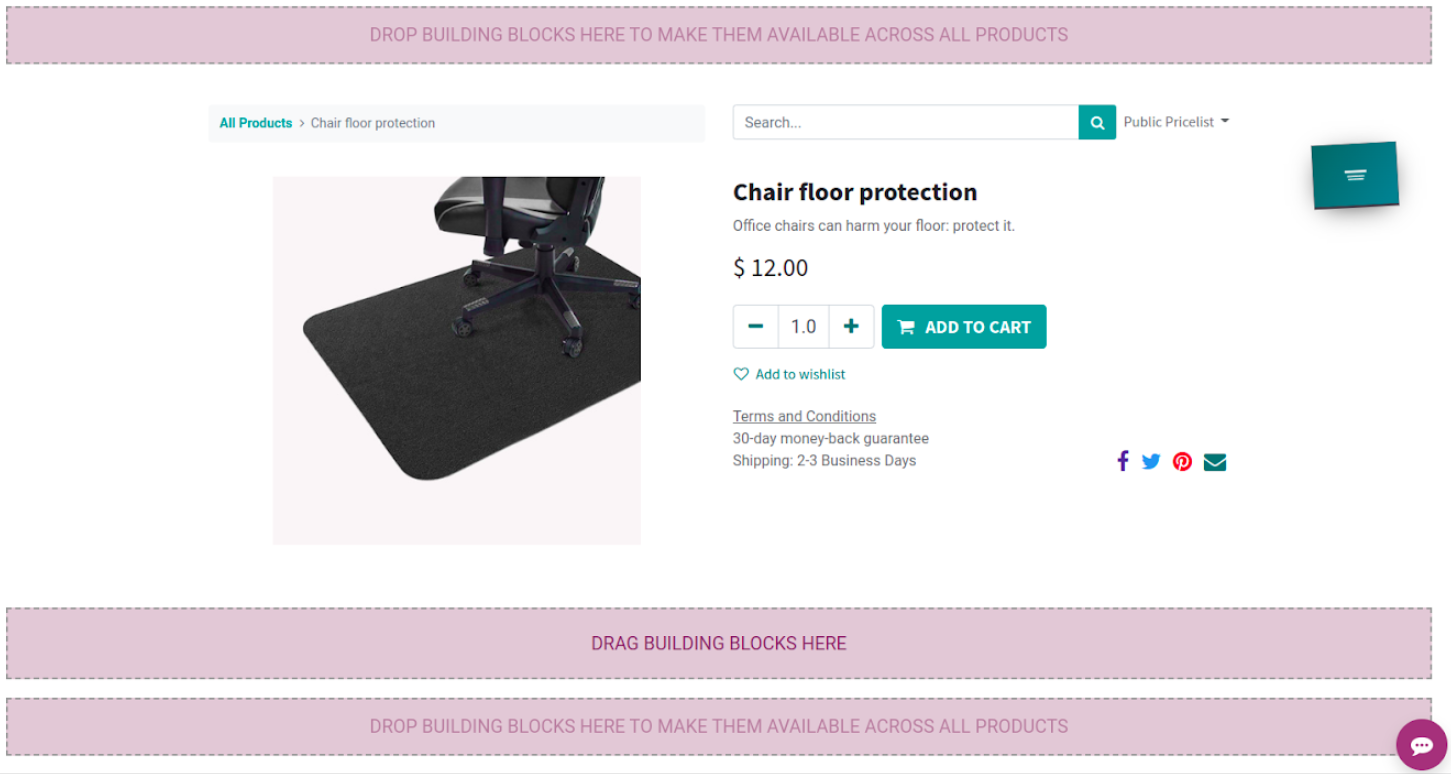 DROP BUILDING BLOCKS HERE TO MAKE THEM AVAILABLE ACROSS ALL PRODUCTS
All Products > Chair floor protection
Search...
Public Pricelist
Chair floor protection
Office chairs can harm your floor: protect it.
$ 12.00
1.0
ADD TO CART
Add to wishlist
Terms and Conditions
30-day money-back guarantee
Shipping: 2-3 Business Days
DRAG BUILDING BLOCKS HERE
DROP BUILDING BLOCKS HERE TO MAKE THEM AVAILABLE ACROSS ALL PRODUCTS